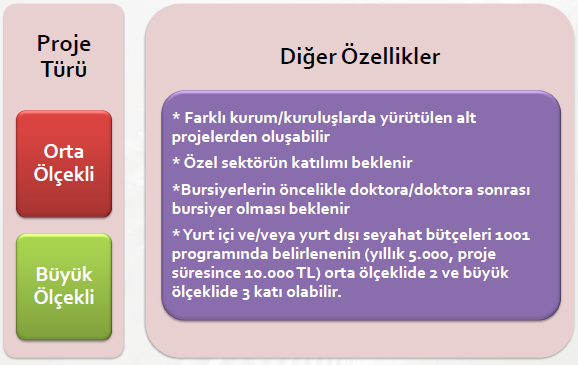 Proje
Türü
Orta
Ölçekli
Büyük
Ölçekli
Diğer Özellikler
* Farklı kurum/kuruluşlarda yürütülen alt
projelerden oluşabilir
* Özel sektörün katılımı beklenir
*Bursiyerlerin öncelikle doktora/doktora sonrası
bursiyer olması beklenir
* Yurt içi ve/veya yurt dışı seyahat bütçeleri 1001
programında belirlenenin (yıllık 5.000, proje
süresince 10.000 TL) orta ölçeklide 2 ve büyük
ölçeklide 3 katı olabilir.